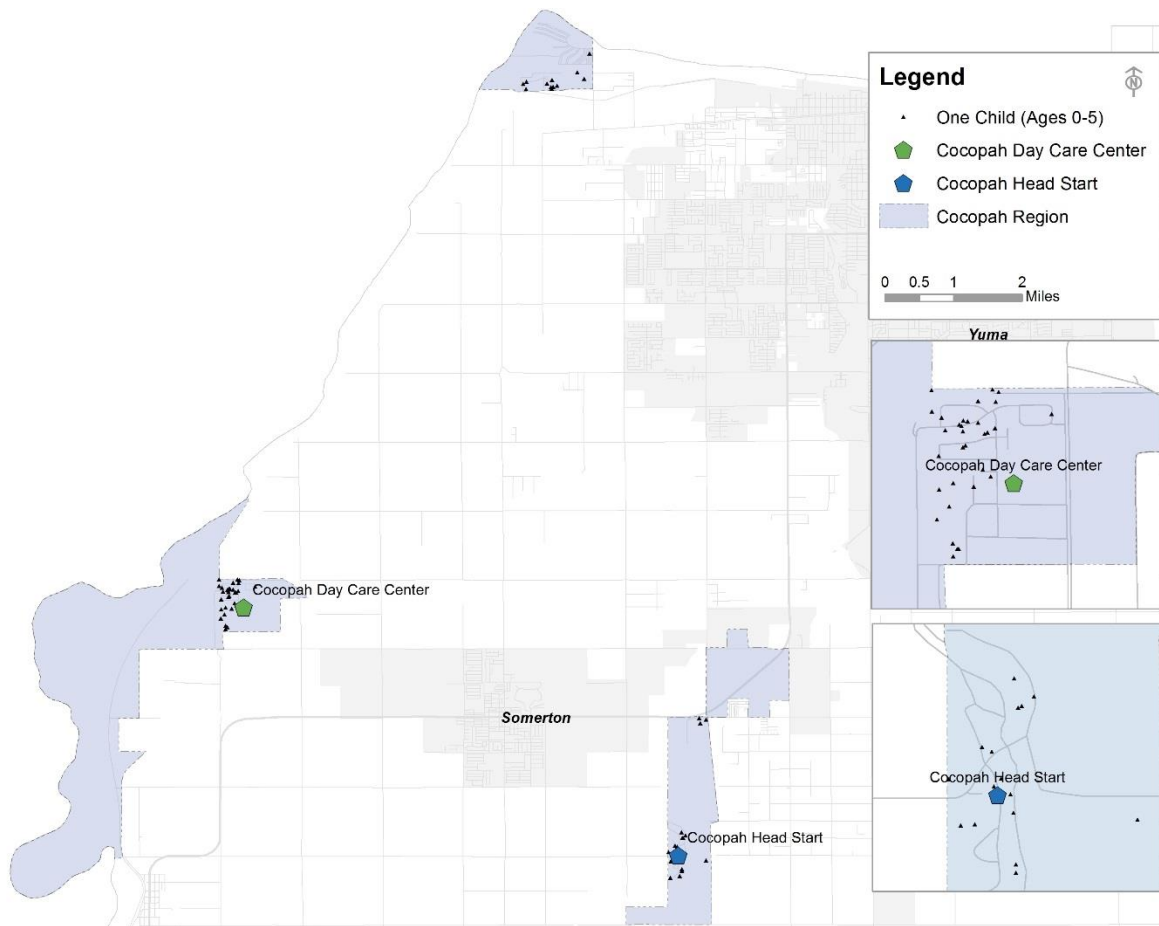 Legend
N
One Child (Ages 0-5)
Cocopah Day Care Center
Cocopah Head Start
Cocopah Region
0 0.5 1 2
Miles
Yuma
Cocopah Day Care Center
Cocopah Day Care Center
Somerton
Cocopah Head Start
Cocopah Head Start